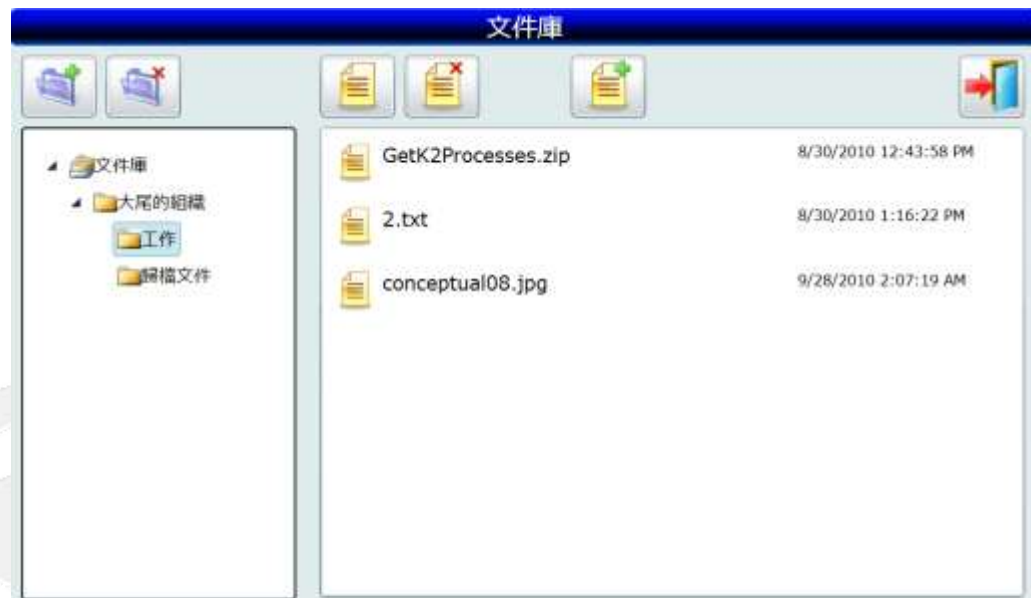 文件庫
文件庫
大尾的組織
工作
歸檔文件
GetK2Processes.zip 8/30/2010 12:43:58 PM
2.txt 8/30/2010 1:16:22 PM
conceptual08.jpg 9/28/2010 2:07:19 AM